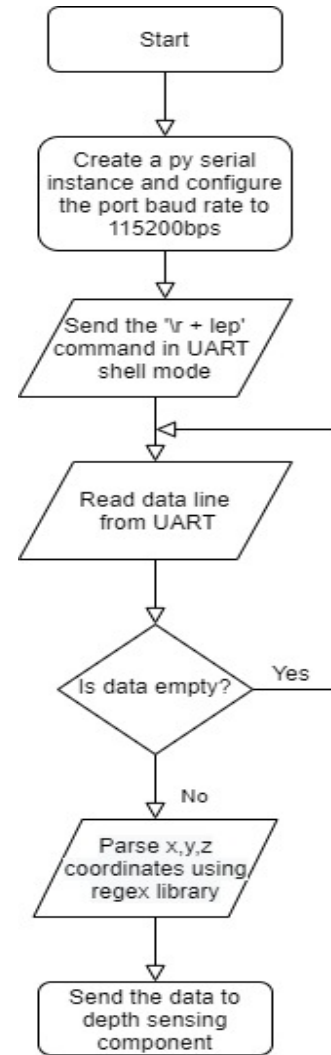 Start
Create a py serial
instance and configure
the port baud rate to
115200bps
Send the '\r + lep'
command in UART
shell mode
Read data line
from UART
Is data empty?
Yes
No
Parse x,y,z
coordinates using
regex library
Send the data to
depth sensing
component